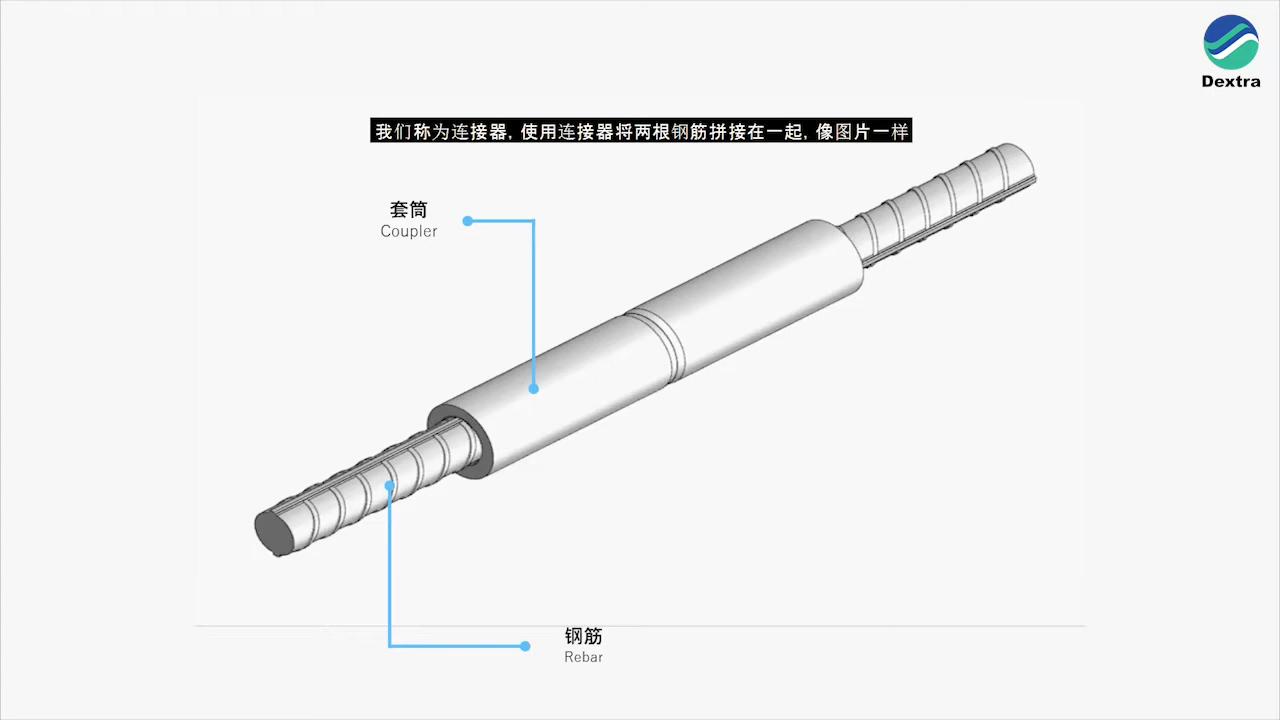 Dextra
我们称为连接器, 使用连接器将两根钢筋拼接在一起, 像图片一样
套筒
Coupler
钢筋
Rebar